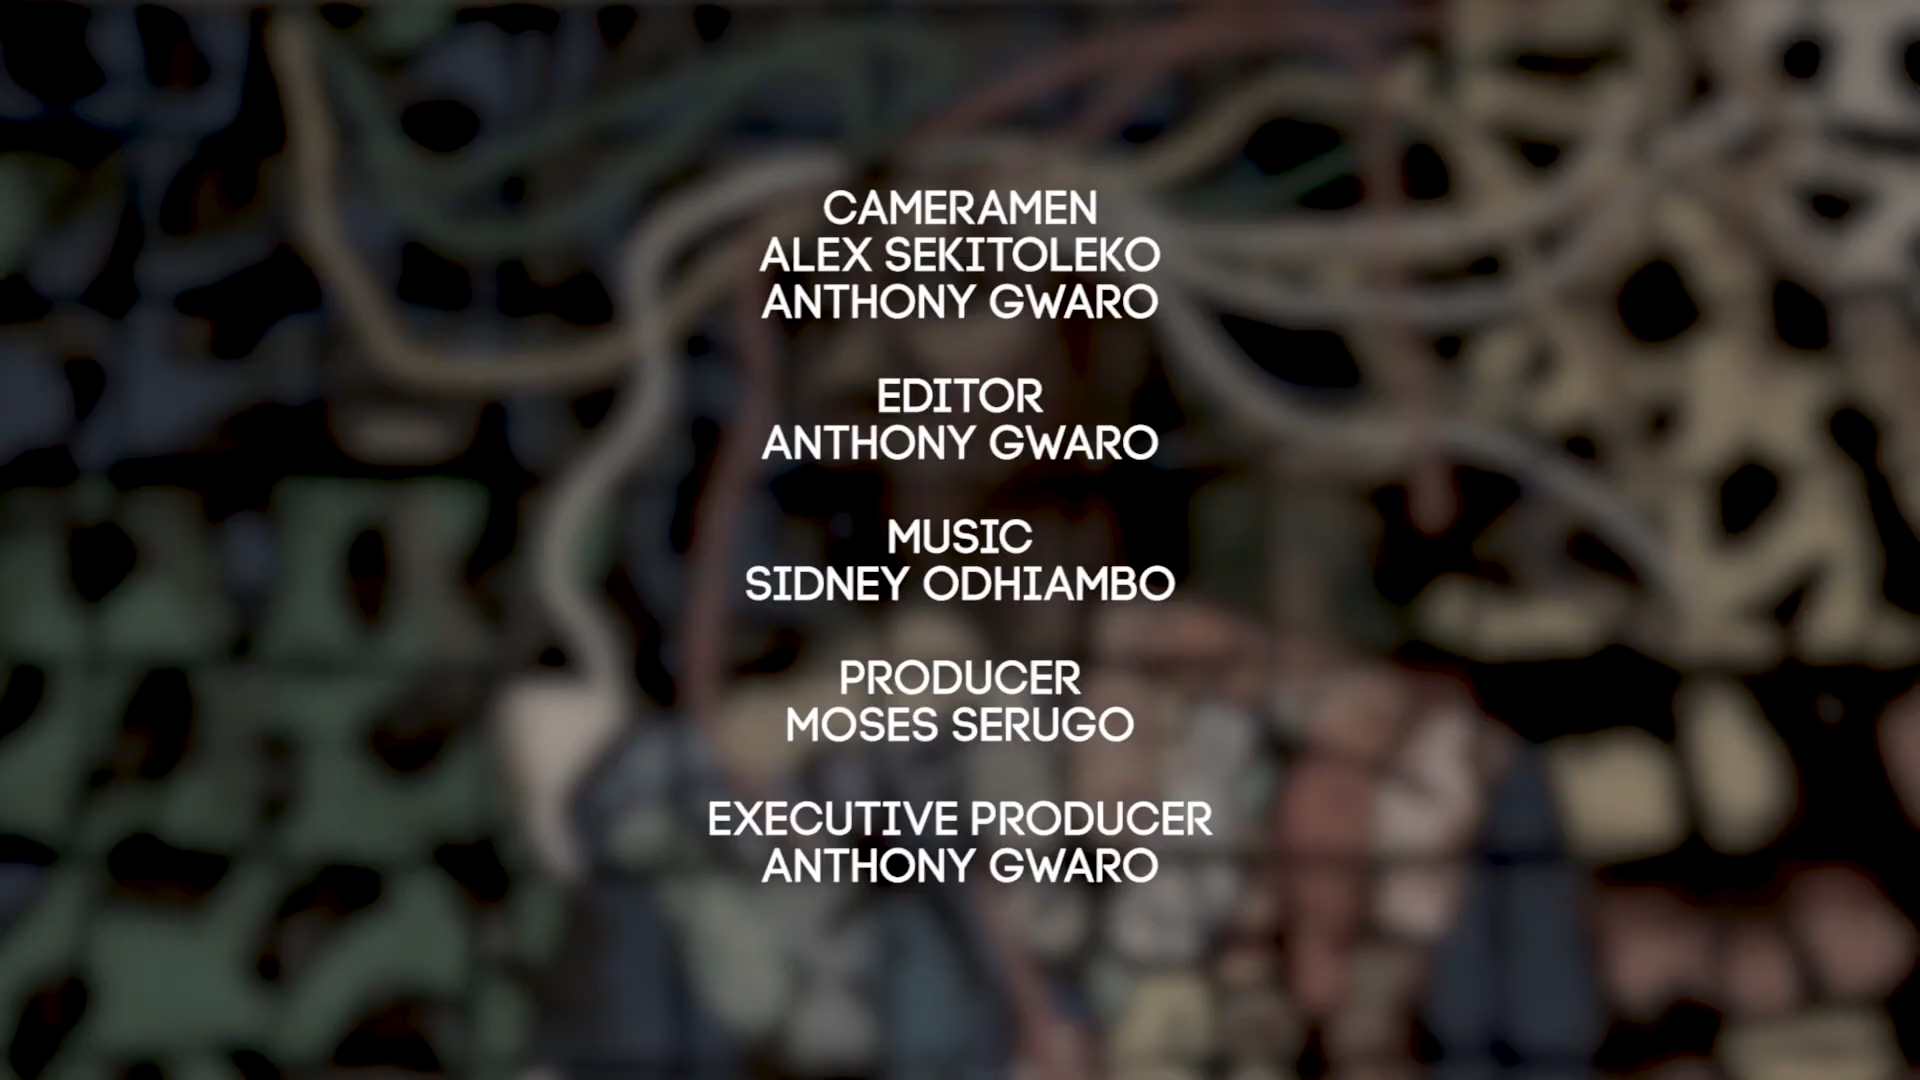 CAMERAMEN
ALEX SEKITOLEKO
ANTHONY GWARO
EDITOR
ANTHONY GWARO
MUSIC
SIDNEY ODHIAMBO
PRODUCER
MOSES SERUGO
EXECUTIVE PRODUCER
ANTHONY GWARO